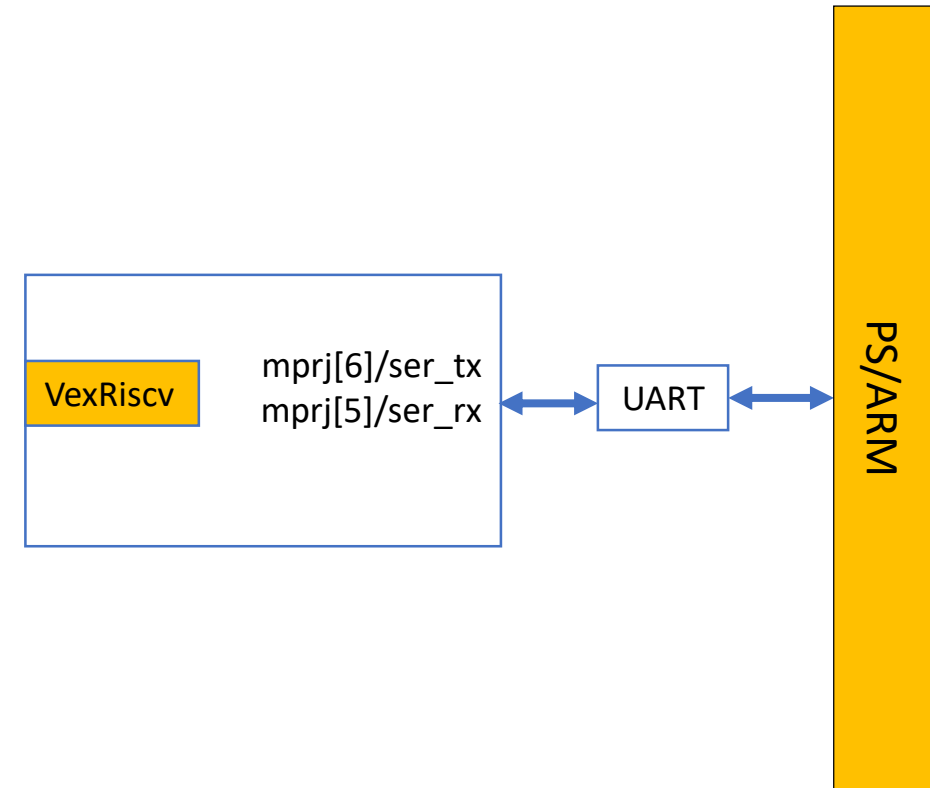 VexRiscv
mprj[6]/ser_tx
mprj[5]/ser_rx
UART
PS/ARM